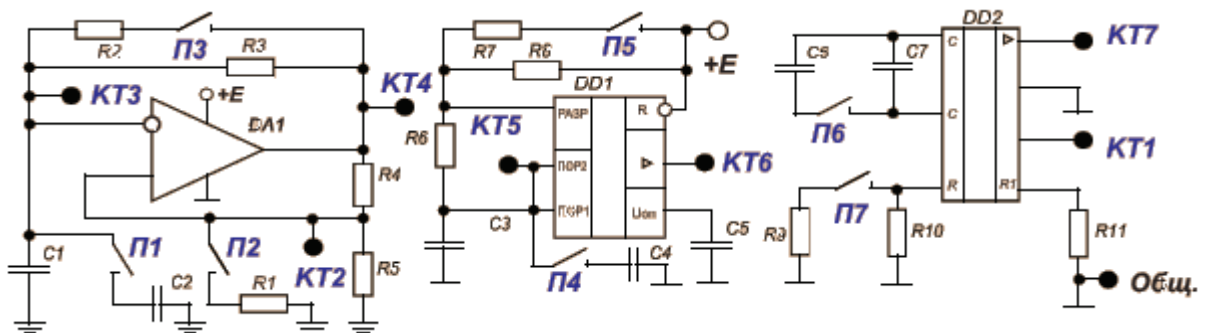 R2
П3
R3
KT3
+E
DA1
KT4
R4
C1
П1
П2
KT2
R5
C2
R1
R7
П5
R6
+E
DD1
KT5
РАЗР
R
R6
ПОР2
KT6
ПОР1
Uоп
C3
C5
П4
C4
DD2
C6
C7
C
KT7
П6
C
KT1
R
R1
П7
R9
R10
R11
Общ.